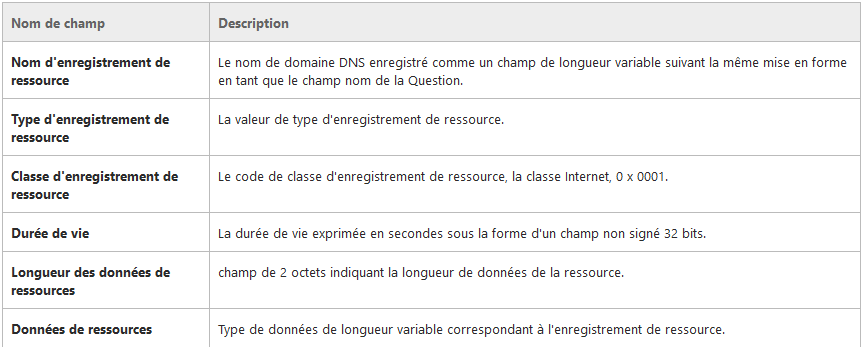 Nom de champ
Description
Nom d'enregistrement de
ressource
Le nom de domaine DNS enregistré comme un champ de longueur variable suivant la même mise en forme
en tant que le champ nom de la Question.
Type d'enregistrement de
ressource
La valeur de type d'enregistrement de ressource.
Classe d'enregistrement de
ressource
Le code de classe d'enregistrement de ressource, la classe Internet, 0 x 0001.
Durée de vie
La durée de vie exprimée en secondes sous la forme d'un champ non signé 32 bits.
Longueur des données de
ressources
champ de 2 octets indiquant la longueur de données de la ressource.
Données de ressources
Type de données de longueur variable correspondant à l'enregistrement de ressource.